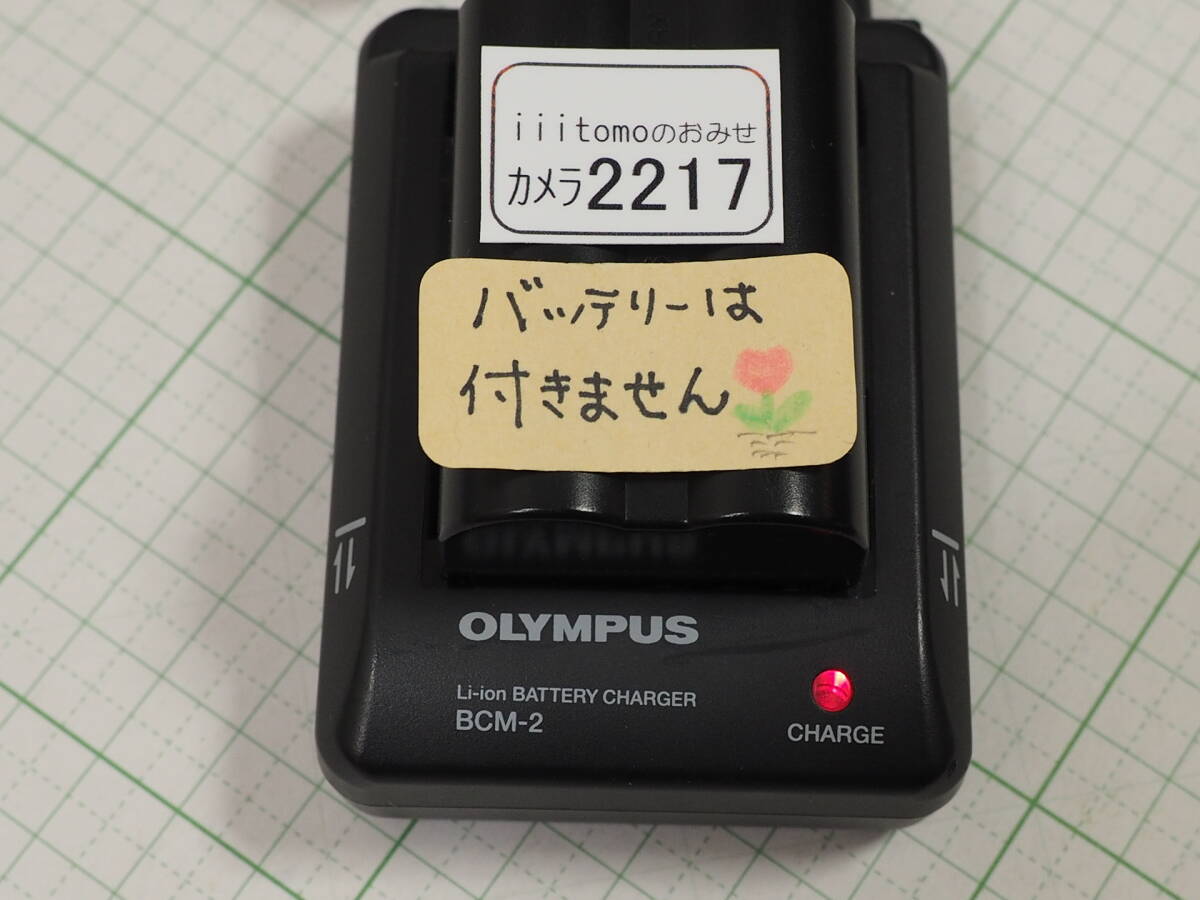 iiitomoのおみせ
カメラ2217
バッテリーは
付きません
OLYMPUS
Li-ion BATTERY CHARGER
BCM-2
CHARGE